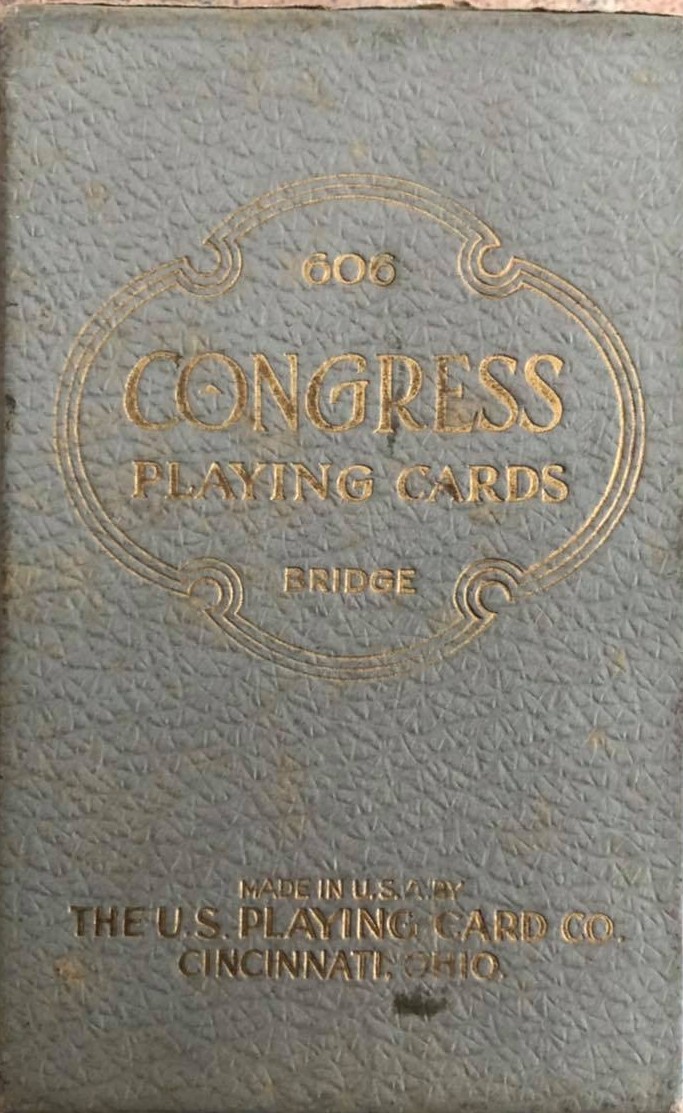 606
CONGRESS
PLAYING CARDS
BRIDGE
MADE IN U.S.A. BY
THE U.S. PLAYING CARD CO.
CINCINNATI, OHIO.